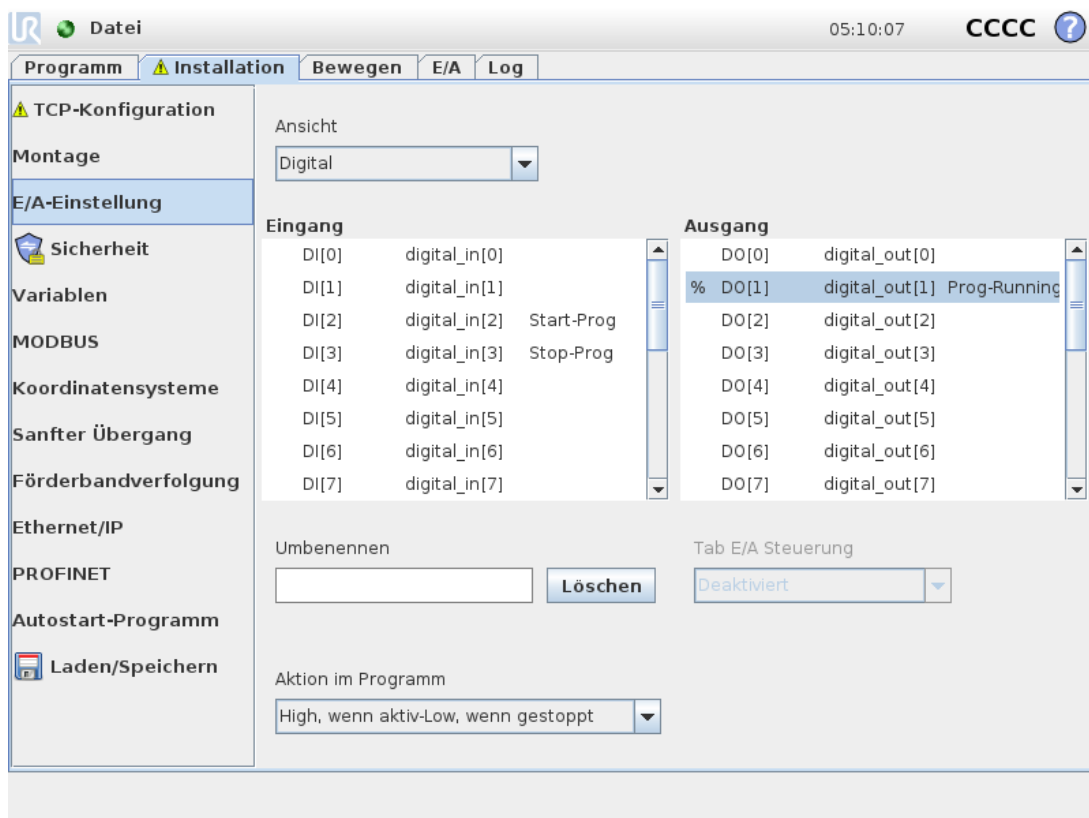 UR Datei 05:10:07 CCCC ?
Programm Installation Bewegen E/A Log
TCP-Konfiguration
Montage
E/A-Einstellung
Sicherheit
Variablen
MODBUS
Koordinatensysteme
Sanfter Übergang
Förderbandverfolgung
Ethernet/IP
PROFINET
Autostart-Programm
Laden/Speichern
Ansicht
Digital
Eingang
DI[0] digital_in[0]
DI[1] digital_in[1]
DI[2] digital_in[2] Start-Prog
DI[3] digital_in[3] Stop-Prog
DI[4] digital_in[4]
DI[5] digital_in[5]
DI[6] digital_in[6]
DI[7] digital_in[7]
Ausgang
DO[0] digital_out[0]
% DO[1] digital_out[1] Prog-Running
DO[2] digital_out[2]
DO[3] digital_out[3]
DO[4] digital_out[4]
DO[5] digital_out[5]
DO[6] digital_out[6]
DO[7] digital_out[7]
Umbenennen
Löschen
Tab E/A Steuerung
Deaktiviert
Aktion im Programm
High, wenn aktiv-Low, wenn gestoppt